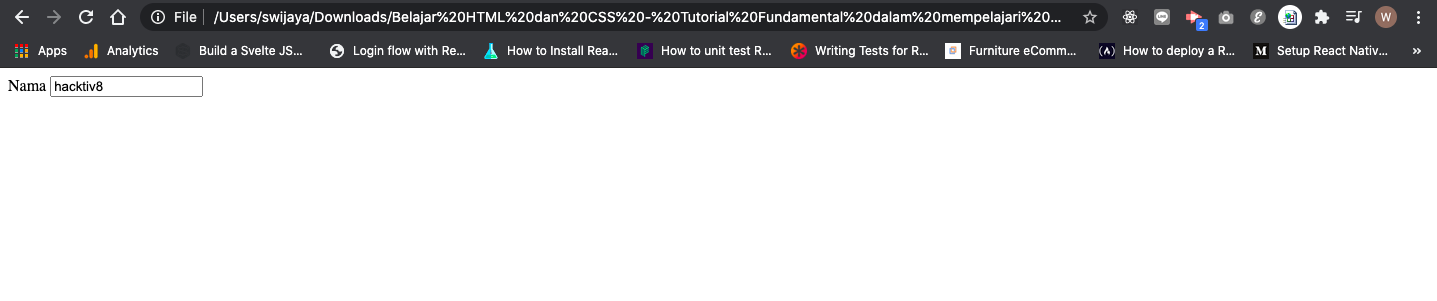 File /Users/swijaya/Downloads/Belajar%20HTML%20dan%20CSS%20-%20Tutorial%20Fundamental%20dalam%20mempelajari%20... 2 W
Apps Analytics Build a Svelte JS... Login flow with Re... How to Install Rea... How to unit test R... Writing Tests for R... Furniture eComm... How to deploy a R... Setup React Nativ... »
Nama hacktiv8